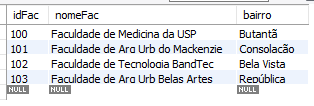 idFac nomeFac bairro
100 Faculdade de Medicina da USP Butantã
101 Faculdade de Arq Urb do Mackenzie Consolação
102 Faculdade de Tecnologia BandTec Bela Vista
103 Faculdade de Arq Urb Belas Artes República
NULL NULL NULL